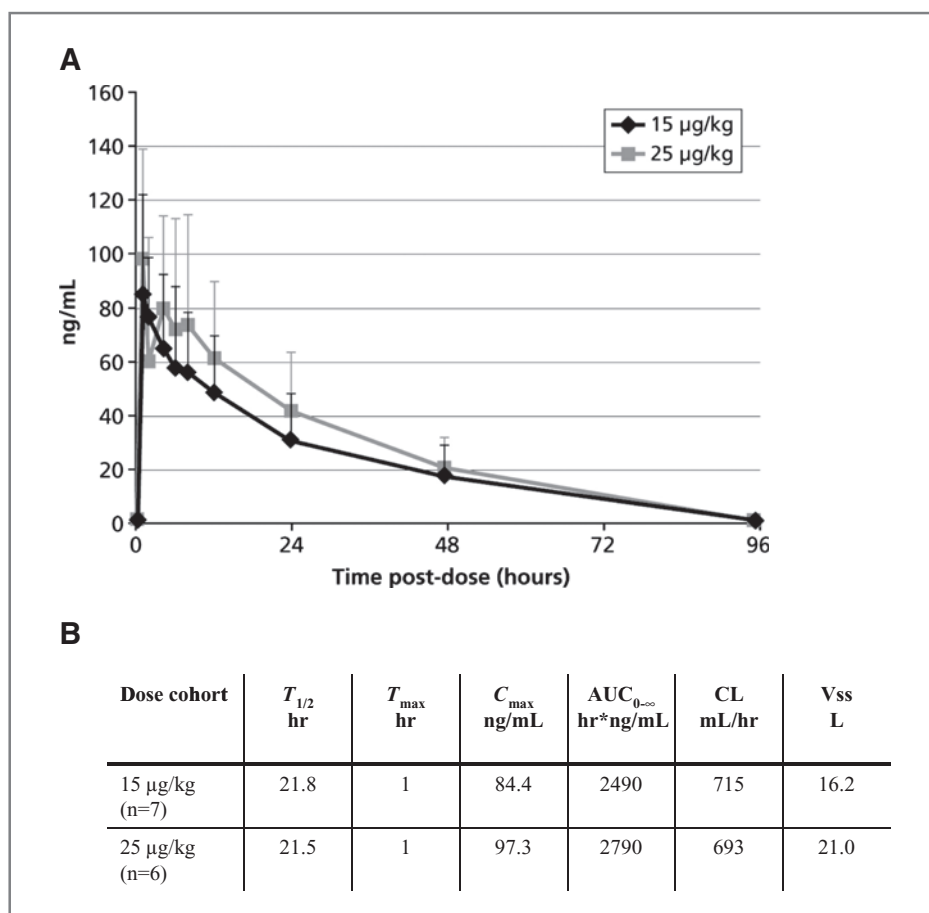 A
160
140
120
100
80
60
40
20
0
ng/mL
15 µg/kg
25 µg/kg
0 24 48 72 96
Time post-dose (hours)
B
Dose cohort T1/2 hr Tmax hr Cmax ng/mL AUC0-∞ hr*ng/mL CL mL/hr Vss L
15 µg/kg (n=7) 21.8 1 84.4 2490 715 16.2
25 µg/kg (n=6) 21.5 1 97.3 2790 693 21.0